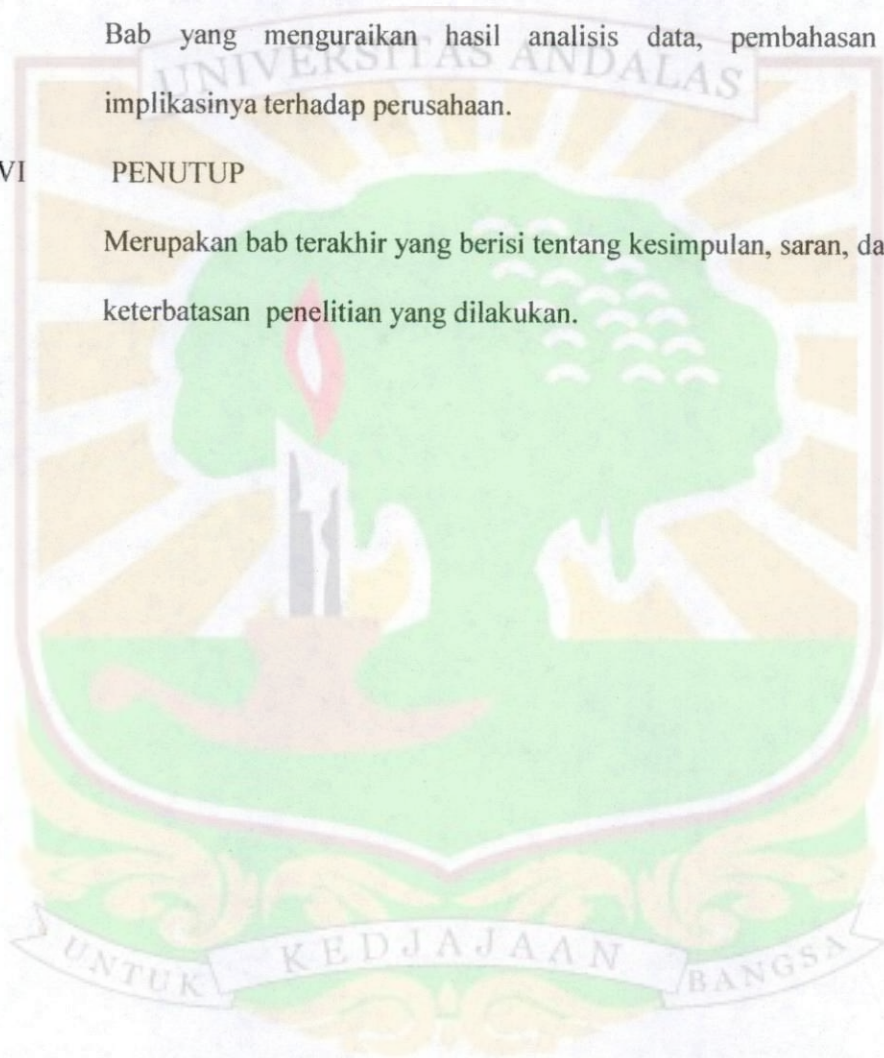 Bab yang menguraikan hasil analisis data, pembahasan
UNIVERSITAS ANDALAS
implikasinya terhadap perusahaan.
VI PENUTUP
Merupakan bab terakhir yang berisi tentang kesimpulan, saran, da
keterbatasan penelitian yang dilakukan.
UNTUK KEDJAJAAN BANGSA